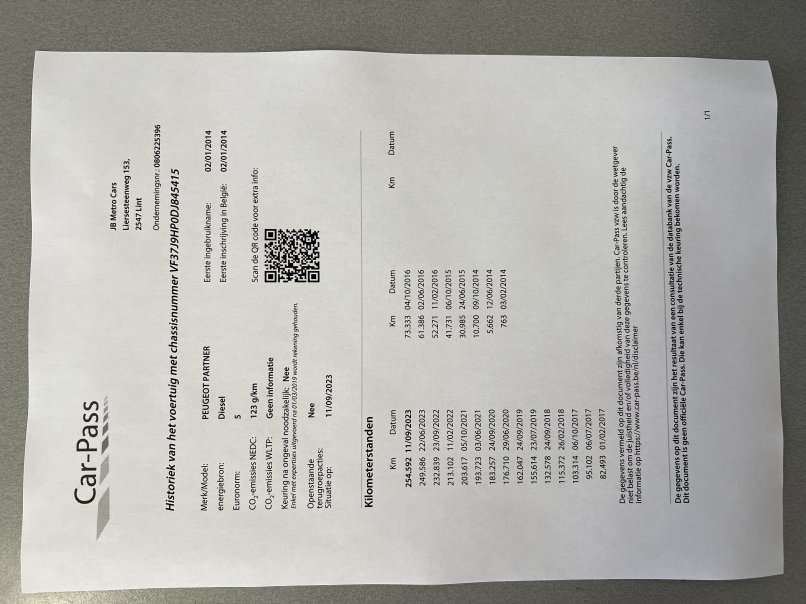 Car-Pass
JB Metro Cars
Liersesteenweg 153,
2547 Lint
Ondernemingsnr.: 0806225396
Historiek van het voertuig met chassisnummer VF37J9HP0DJ845415
Merk/Model: PEUGEOT PARTNER
Eerste ingebruikname: 02/01/2014
energiebron: Diesel
Eerste inschrijving in België: 02/01/2014
Euronorm: 5
CO₂-emissies NEDC: 123 g/km
Scan de QR code voor extra info:
CO₂-emissies WLTP: Geen informatie
Keuring na ongeval noodzakelijk: Nee
Enkel met expertises uitgevoerd na 01/03/2019 wordt rekening gehouden.
Openstaande Nee
terugroepacties:
Situatie op: 11/09/2023
Kilometerstanden
Km Datum Km Datum Km Datum
254.592 11/09/2023 73.333 04/10/2016
249.586 22/06/2023 61.386 02/06/2016
232.839 23/09/2022 52.271 11/02/2016
213.102 11/02/2022 41.731 06/10/2015
203.617 05/10/2021 30.985 24/06/2015
193.723 03/06/2021 10.700 09/10/2014
183.257 24/09/2020 5.662 12/06/2014
176.710 29/06/2020 763 03/02/2014
162.047 24/09/2019
155.614 23/07/2019
132.578 24/09/2018
115.372 26/02/2018
103.314 06/10/2017
95.102 06/07/2017
82.493 01/02/2017
De gegevens vermeld op dit document zijn afkomstig van derde partijen. Car-Pass vzw is door de wetgever
niet belast om de juistheid en/of volledigheid van deze gegevens te controleren. Lees aandachtig de
informatie op https://www.car-pass.be/nl/disclaimer
De gegevens op dit document zijn het resultaat van een consultatie van de databank van de vzw Car-Pass.
Dit document is geen officiële Car-Pass. Die kan enkel bij de technische keuring bekomen worden.
1/1